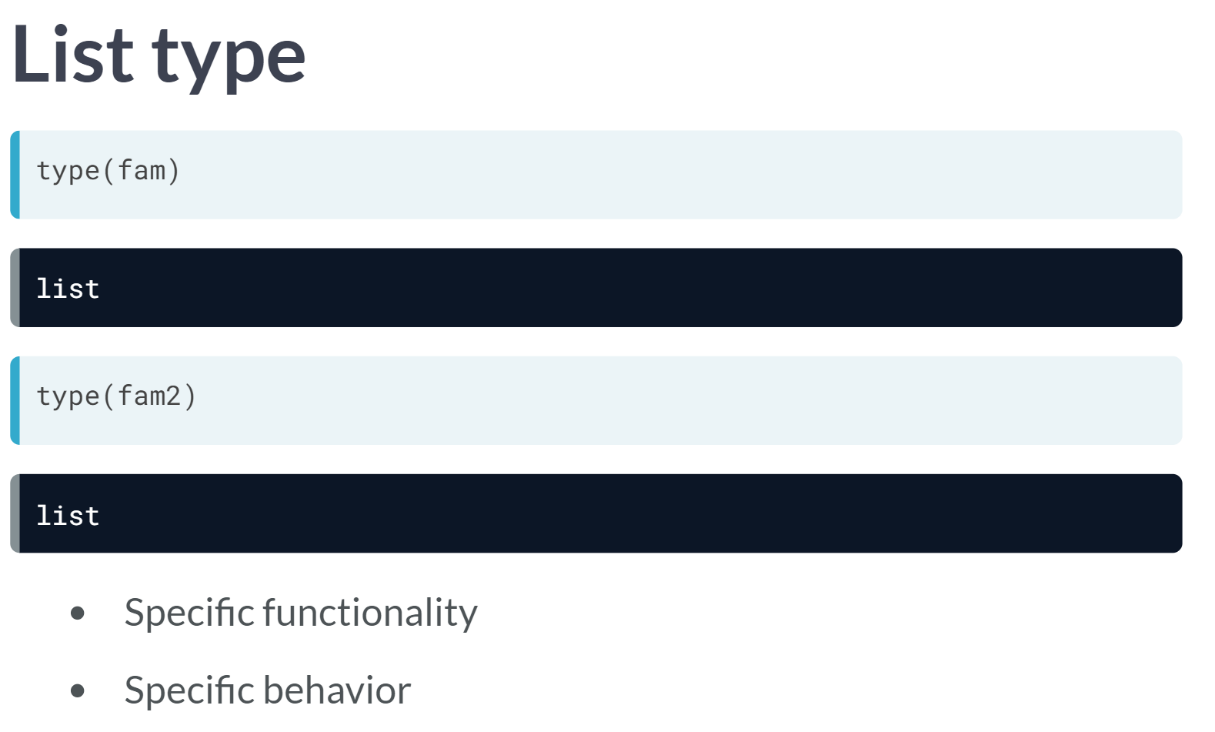 List type
type(fam)
list
type(fam2)
list
• Specific functionality
• Specific behavior